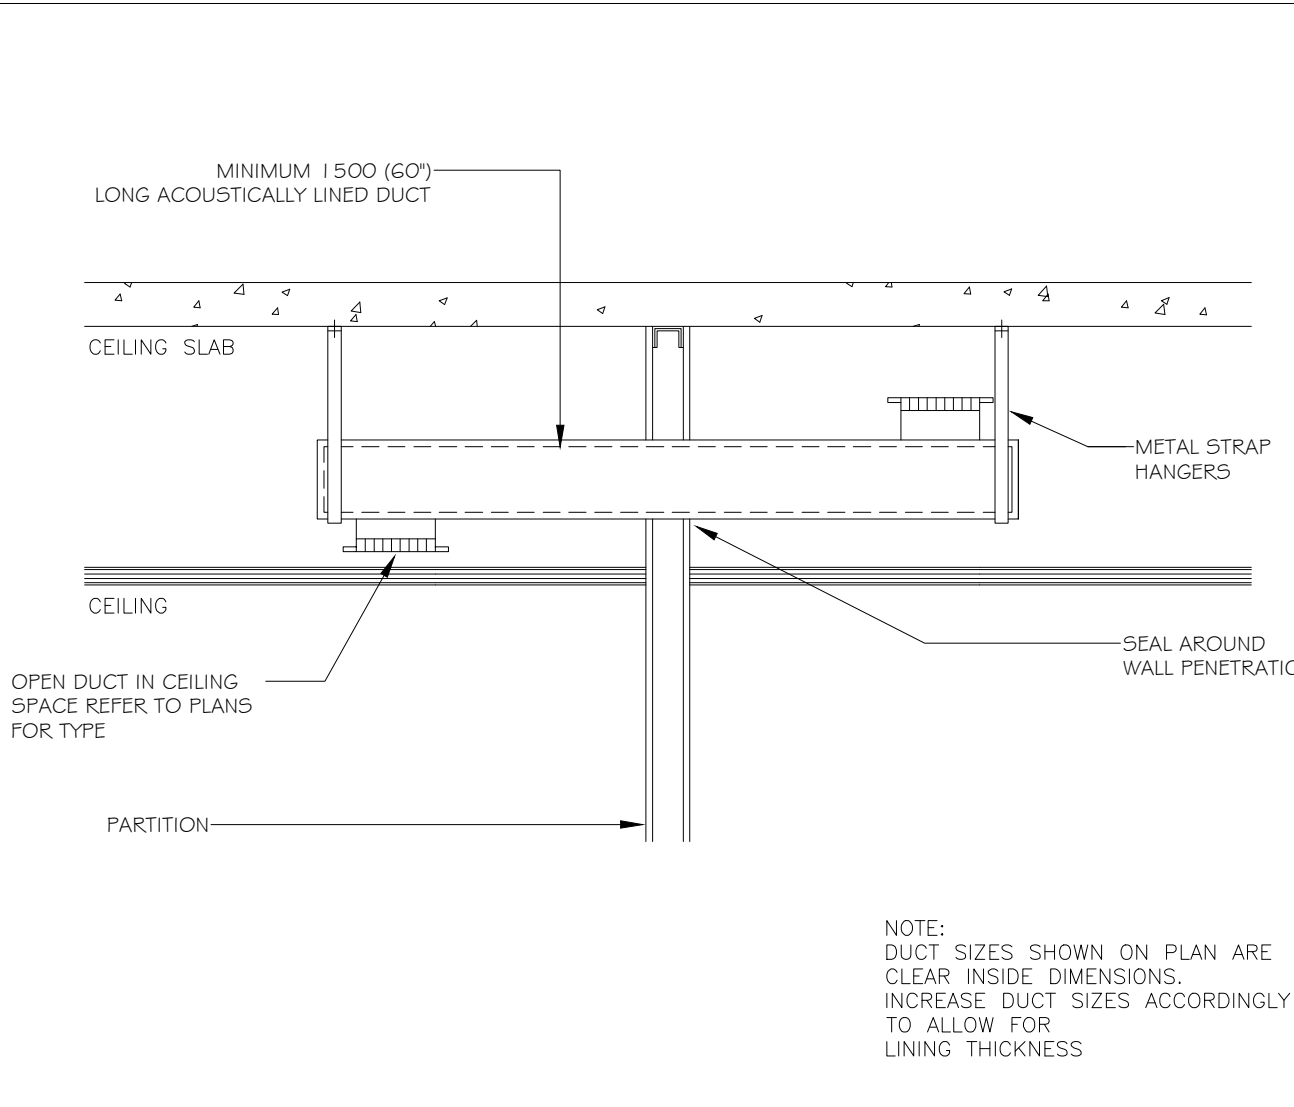 MINIMUM 1500 (60")
LONG ACOUSTICALLY LINED DUCT
CEILING SLAB
METAL STRAP
HANGERS
CEILING
SEAL AROUND
WALL
OPEN DUCT IN CEILING
SPACE REFER TO PLANS
FOR TYPE
PARTITION
NOTE:
DUCT SIZES SHOWN ON PLAN ARE
CLEAR INSIDE DIMENSIONS.
INCREASE DUCT SIZES ACCORDINGLY
TO ALLOW FOR
LINING THICKNESS